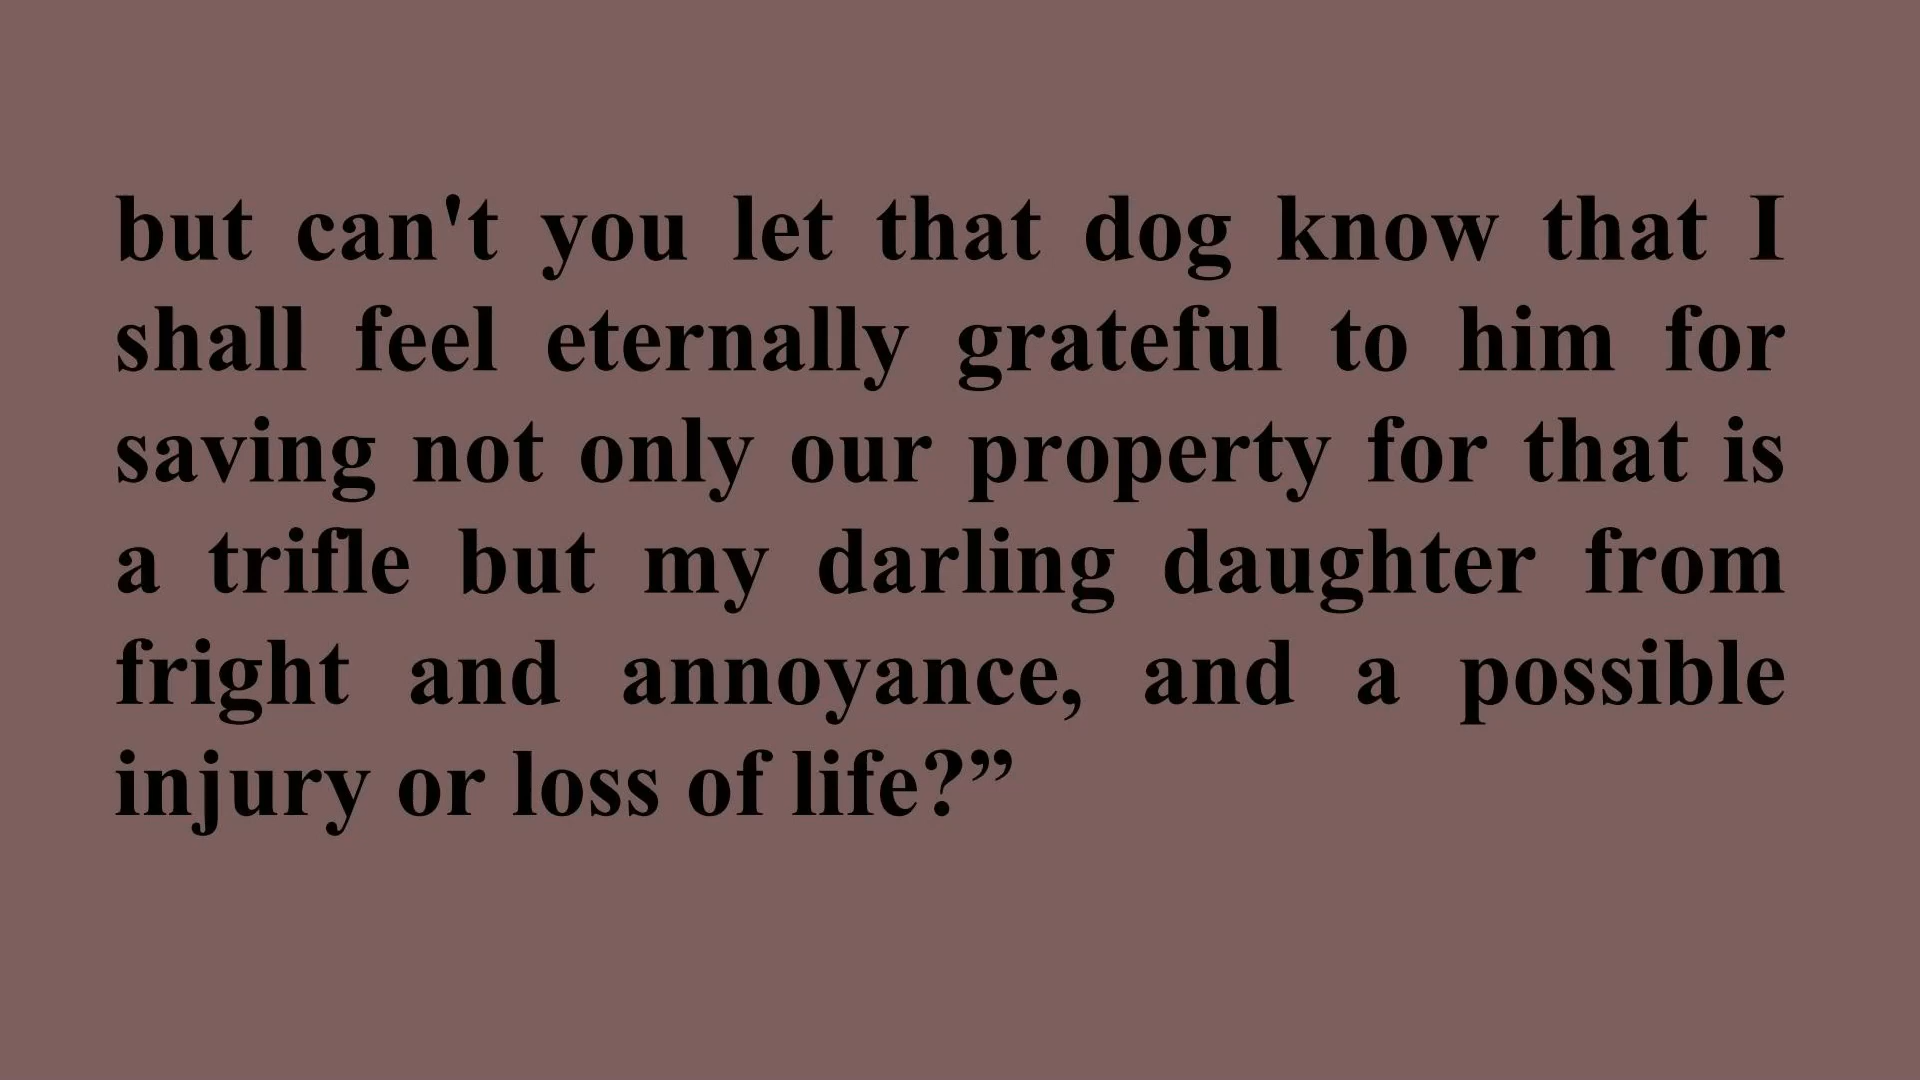 but can't you let that dog know that I
shall feel eternally grateful to him for
saving not only our property for that is
a trifle but my darling daughter from
fright and annoyance, and a possible
injury or loss of life?”